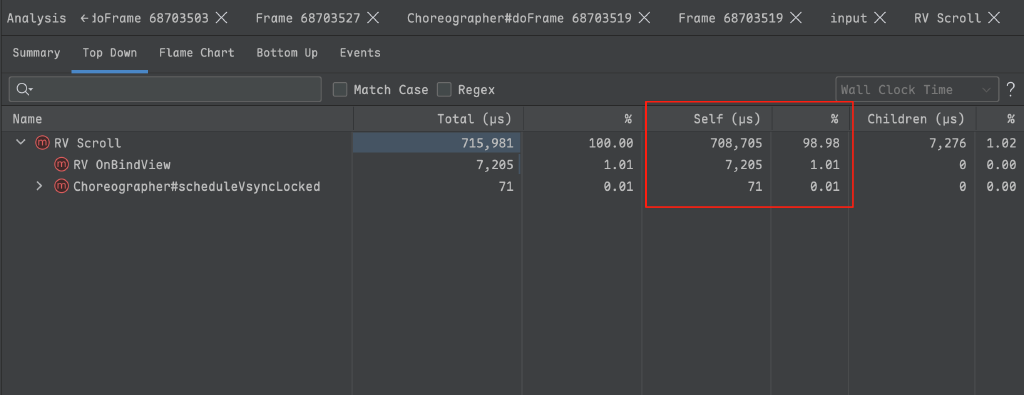 Analysis ←doFrame 68703503 Frame 68703527 Choreographer#doFrame 68703519 Frame 68703519 input RV Scroll
Summary Top Down Flame Chart Bottom Up Events
Match Case Regex Wall Clock Time ?
Name Total (μs) % Self (μs) % Children (μs) %
m RV Scroll 715,981 100.00 708,705 98.98 7,276 1.02
m RV OnBindView 7,205 1.01 7,205 1.01 0 0.00
m Choreographer#scheduleVsyncLocked 71 0.01 71 0.01 0 0.00